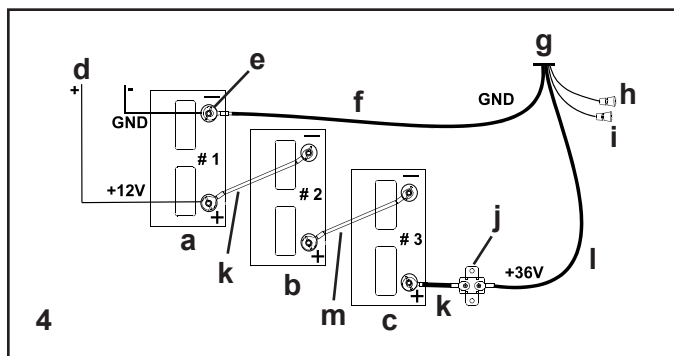 g
d
e
+ -
h
f
GND
GND
i
# 1
# 2
+12V
j
# 3
a
+
k
+36V
l
b
+
m
k
+
c
4